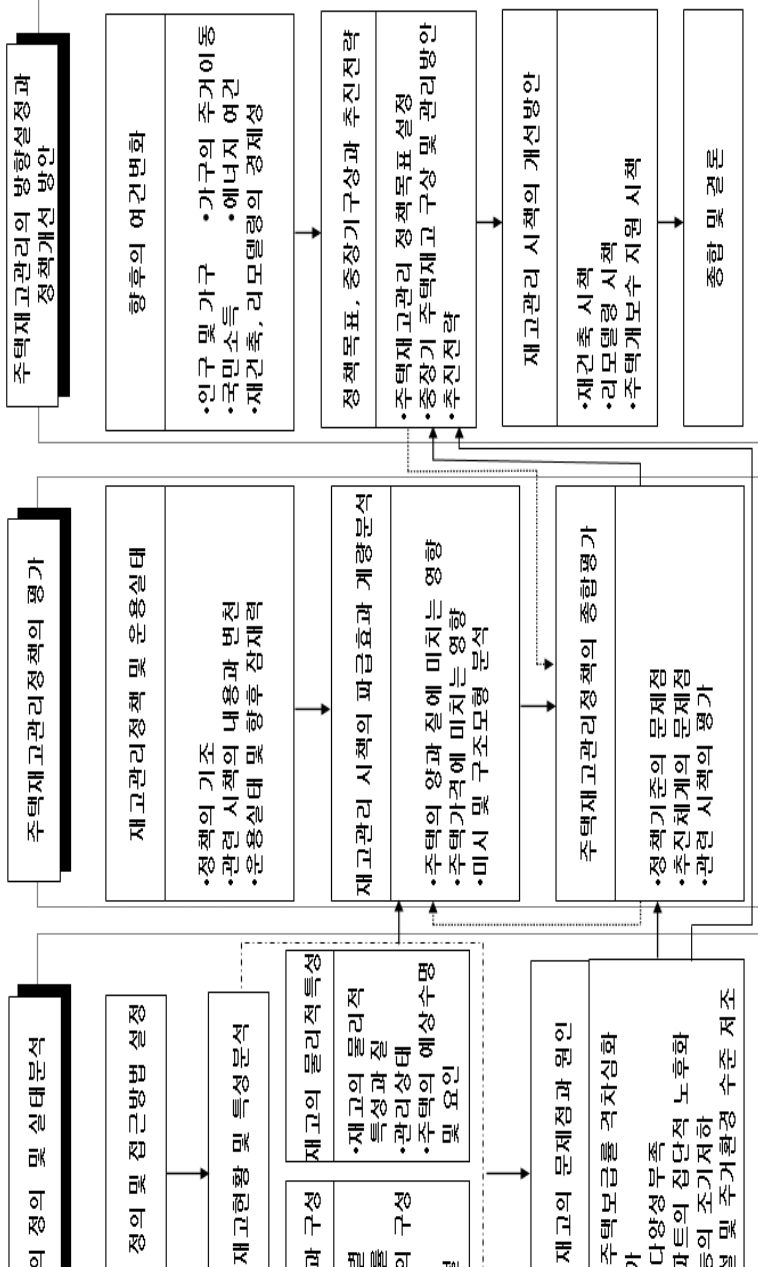 의 정의 및 실태분석
정의 및 접근방법 설정
재고현황 및 특성분석
과 구성
의 구성
재고의 물리적특성
•재고의 물리적
특성과 질
•관리상태
•주택의 예상수명
및 요인
재고의 문제점과 원인
주택보급률 격차심화
다양성부족
파트의 집단적 노후화
등의 조기저하
설 및 주거환경 수준 저조
주택재고관리정책의 평가
재고관리정책 및 운용실태
•정책의 기조
•관련 시책의 내용과 변천
•운용실태 및 향후 잠재력
재고관리 시책의 파급효과 계량분석
•주택의 양과 질에 미치는 영향
•주택가격에 미치는 영향
•미시 및 구조모형 분석
주택재고관리정책의 종합평가
•정책기준의 문제점
•추진체계의 문제점
•관련 시책의 평가
주택재고관리의 방향설정과
정책개선 방안
향후의 여건변화
•인구 및 가구 •가구의 주거이동
•국민소득 •에너지 여건
•재건축, 리모델링의 경제성
정책목표, 중장기구상과 추진전략
•주택재고관리 정책목표 설정
•중장기 주택재고 구상 및 관리방안
•추진전략
재고관리 시책의 개선방안
•재건축 시책
•리모델링 시책
•주택개보수 지원 시책
종합 및 결론